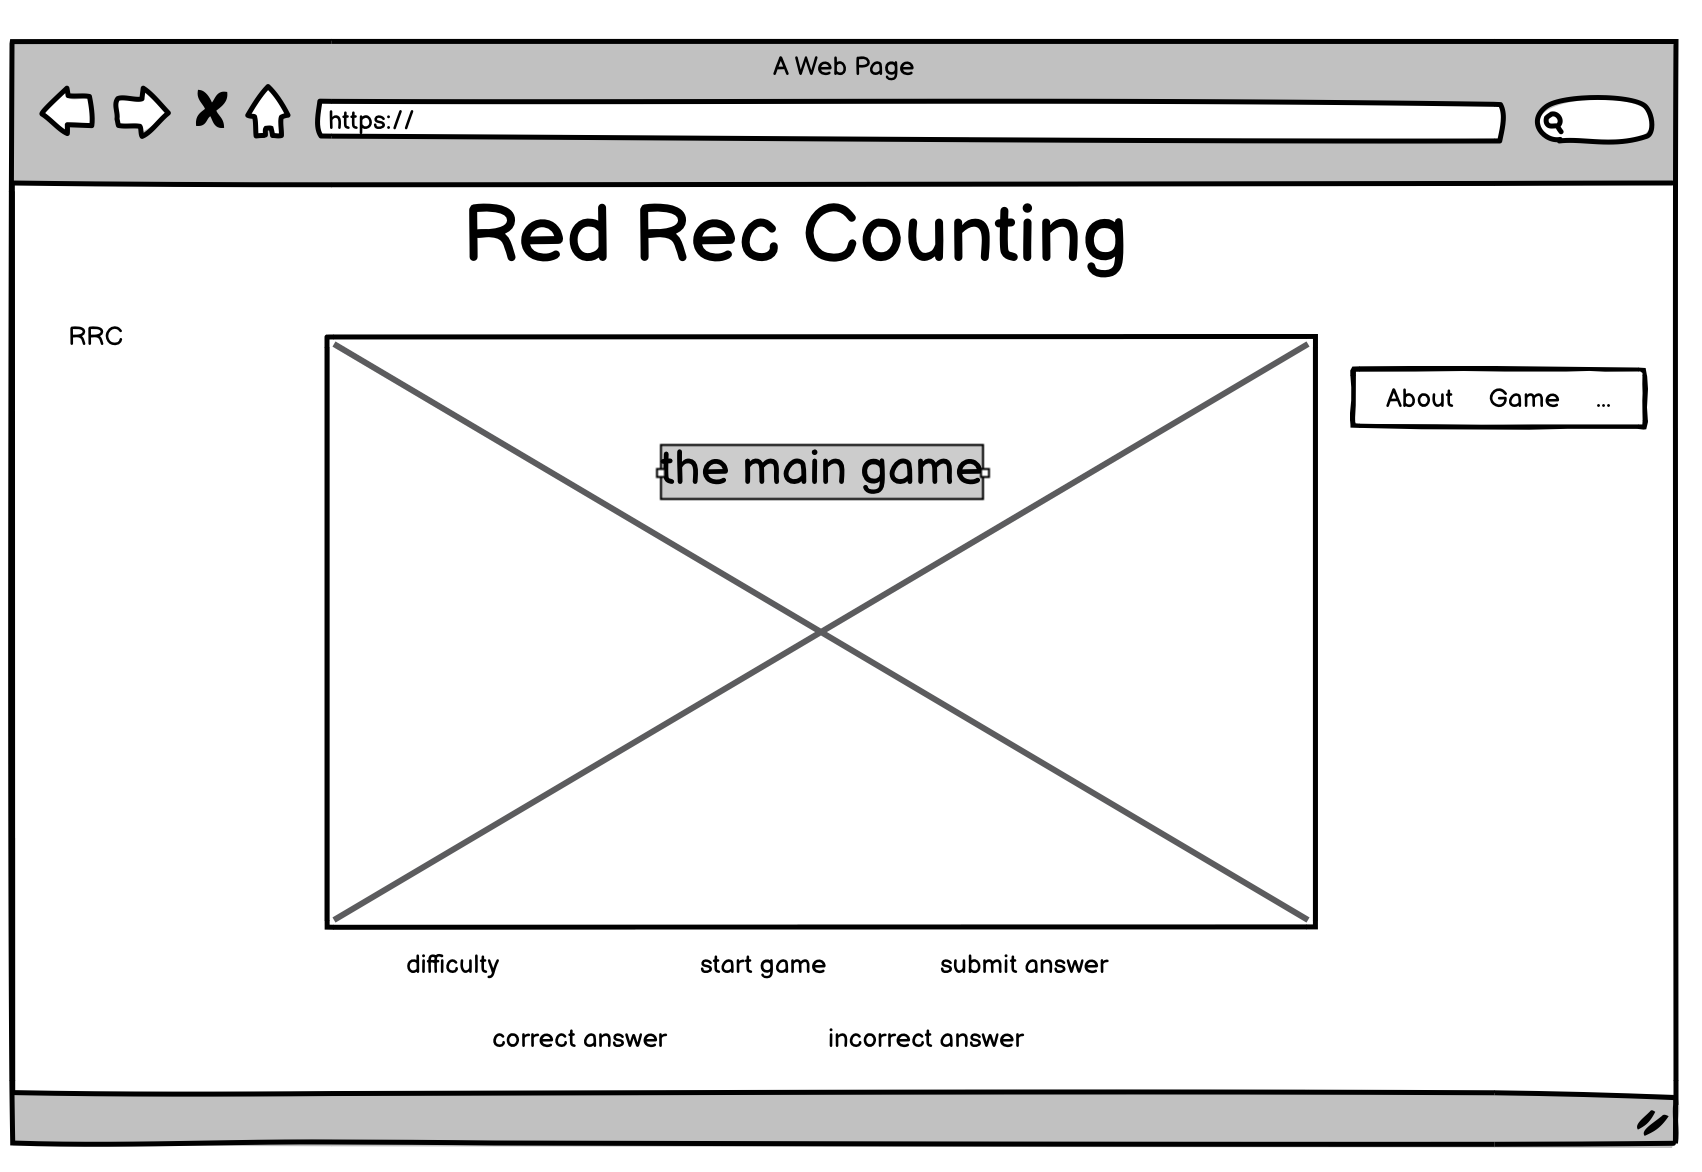 A Web Page
https://
Red Rec Counting
RRC
About Game ...
the main game
difficulty start game submit answer
correct answer incorrect answer